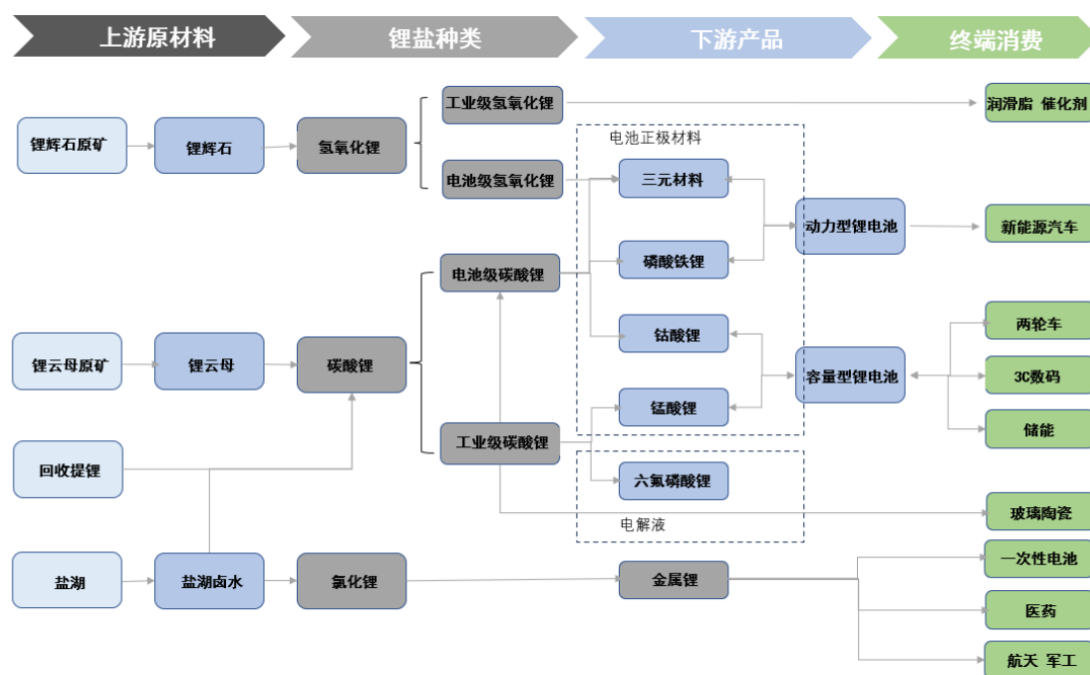 上游原材料
锂盐种类
下游产品
终端消费
工业级氢氧化锂
润滑脂 催化剂
锂辉石原矿
锂辉石
氢氧化锂
电池正极材料
电池级氢氧化锂
三元材料
动力型锂电池
新能源汽车
电池级碳酸锂
磷酸铁锂
钴酸锂
两轮车
锂云母原矿
锂云母
碳酸锂
容量型锂电池
3C数码
锰酸锂
储能
工业级碳酸锂
回收提锂
六氟磷酸锂
电解液
玻璃陶瓷
一次性电池
盐湖
盐湖卤水
氯化锂
金属锂
医药
航天 军工